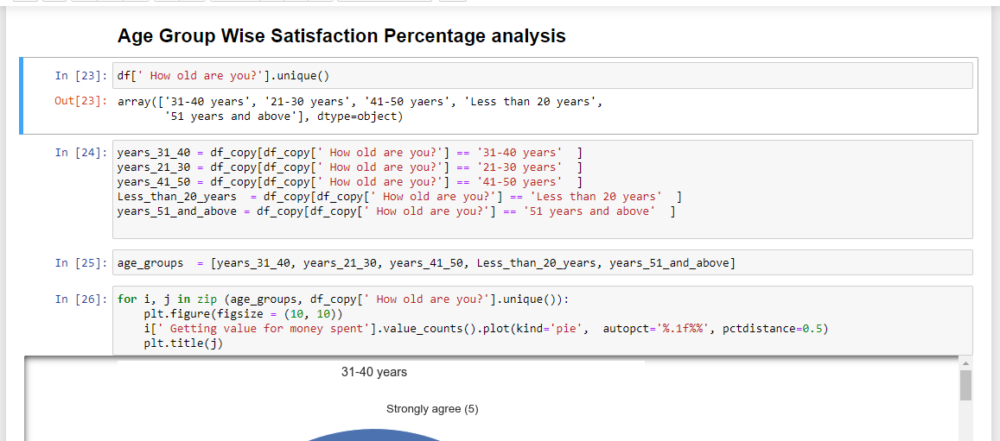 Age Group Wise Satisfaction Percentage analysis
In [23]: df[' How old are you?'].unique()
Out[23]: array(['31-40 years', '21-30 years', '41-50 yaers', 'Less than 20 years',
'51 years and above'], dtype=object)
In [24]: years_31_40 = df_copy[df_copy[' How old are you?'] == '31-40 years'  ]
years_21_30 = df_copy[df_copy[' How old are you?'] == '21-30 years'  ]
years_41_50 = df_copy[df_copy[' How old are you?'] == '41-50 yaers'  ]
Less_than_20_years  = df_copy[df_copy[' How old are you?'] == 'Less than 20 years'  ]
years_51_and_above = df_copy[df_copy[' How old are you?'] == '51 years and above'  ]
In [25]: age_groups  = [years_31_40, years_21_30, years_41_50, Less_than_20_years, years_51_and_above]
In [26]: for i, j in zip (age_groups, df_copy[' How old are you?'].unique()):
plt.figure(figsize = (10, 10))
i[' Getting value for money spent'].value_counts().plot(kind='pie',  autopct='%.1f%%', pctdistance=0.5)
plt.title(j)
31-40 years
Strongly agree (5)